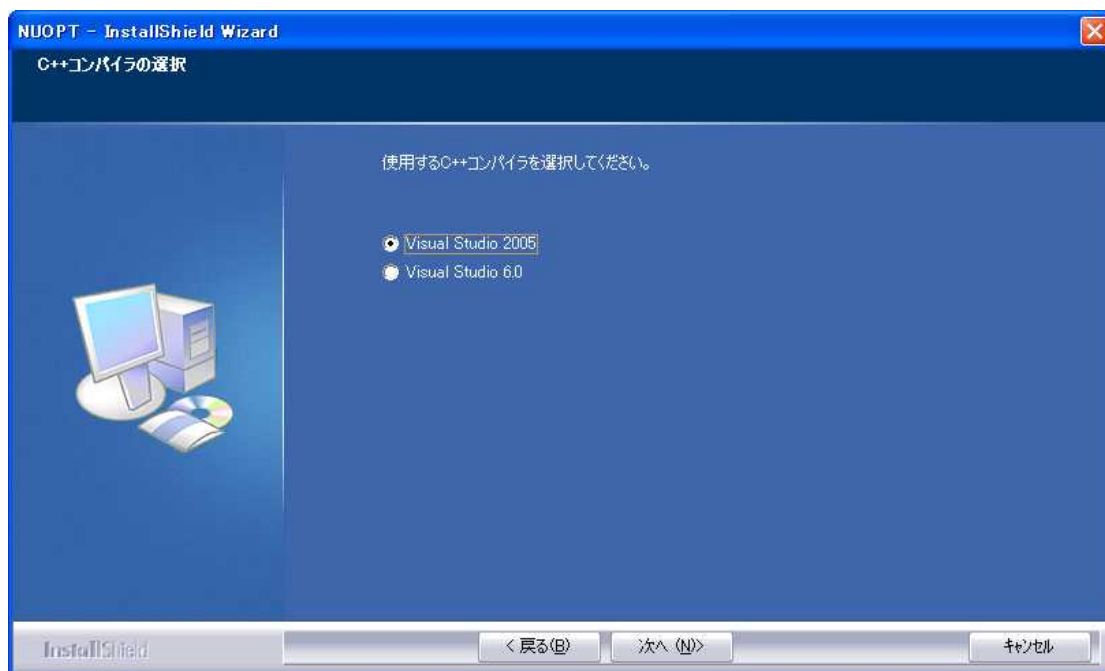 NUOPT - InstallShield Wizard
C++コンパイラの選択
使用するC++コンパイラを選択してください。
Visual Studio 2005
Visual Studio 6.0
InstallShield
< 戻る(B)
次へ (N)>
キャンセル